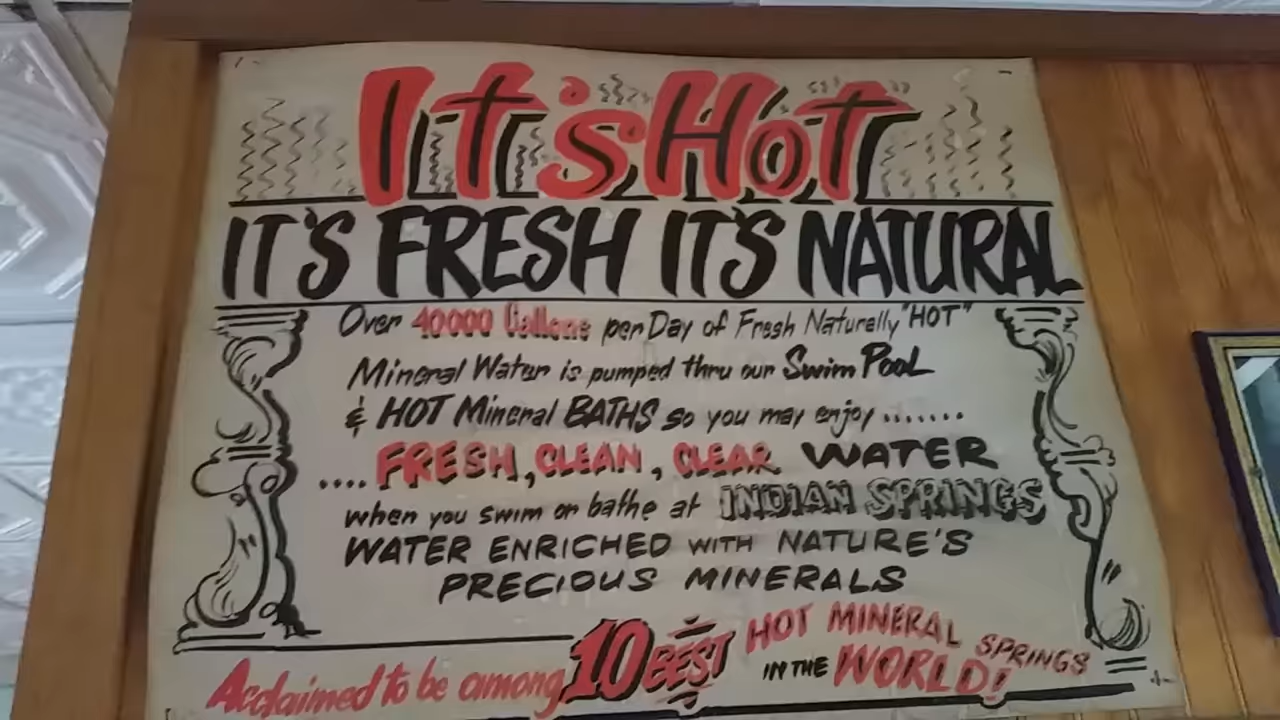 It's Hot
IT'S FRESH IT'S NATURAL
Over 40000 Gallons per Day of Fresh Naturally "HOT"
Mineral Water is pumped thru our Swim Pool
& HOT Mineral BATHS so you may enjoy .......
.... FRESH, CLEAN, CLEAR WATER
when you swim or bathe at INDIAN SPRINGS
WATER ENRICHED WITH NATURE'S
PRECIOUS MINERALS
Acclaimed to be among 10 BEST HOT MINERAL SPRINGS
IN THE WORLD!